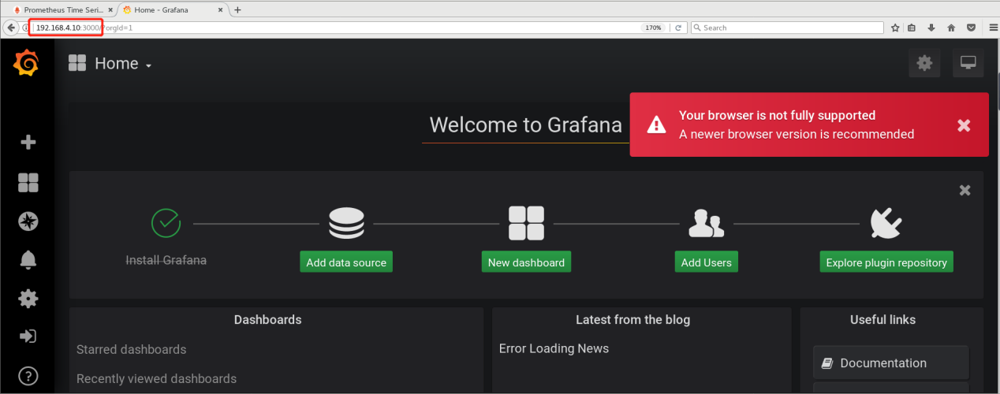 Prometheus Time Seri...
Home - Grafana
192.168.4.10:3000/?orgId=1
170%
Search
Home
Welcome to Grafana
Your browser is not fully supported
A newer browser version is recommended
Install Grafana
Add data source
New dashboard
Add Users
Explore plugin repository
Dashboards
Latest from the blog
Useful links
Starred dashboards
Error Loading News
Documentation
Recently viewed dashboards